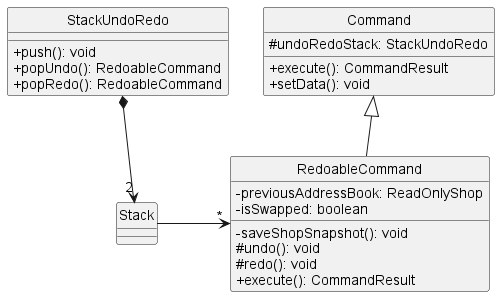 StackUndoRedo
+push(): void
+popUndo(): RedoableCommand
+popRedo(): RedoableCommand
Command
#undoRedoStack: StackUndoRedo
+execute(): CommandResult
+setData(): void
2
Stack
*
RedoableCommand
-previousAddressBook: ReadOnlyShop
-isSwapped: boolean
-saveShopSnapshot(): void
#undo(): void
#redo(): void
+execute(): CommandResult